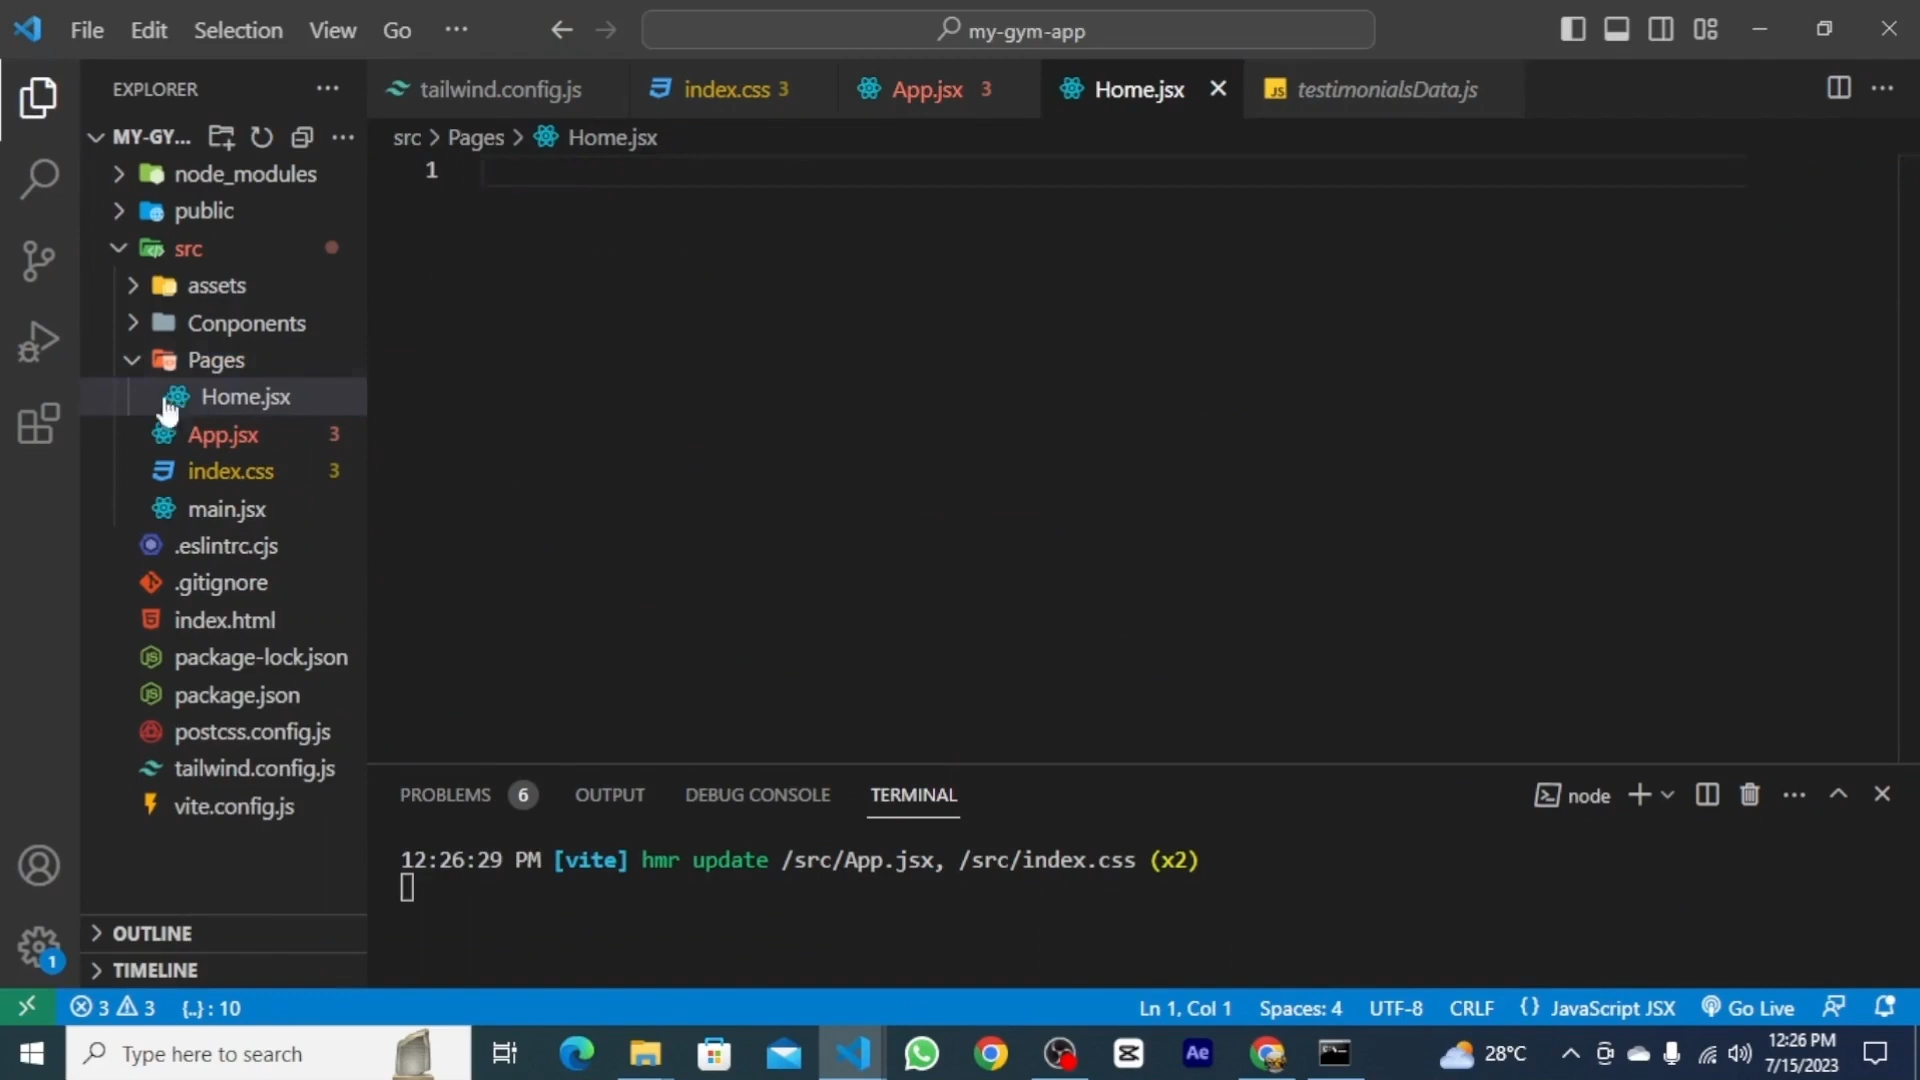 File Edit Selection View Go ···
my-gym-app
EXPLORER
tailwind.config.js
index.css 3
App.jsx 3
Home.jsx
testimonialsData.js
MY-GY...
src > Pages > Home.jsx
1
node_modules
public
src
assets
Conponents
Pages
Home.jsx
App.jsx 3
index.css 3
main.jsx
.eslintrc.cjs
.gitignore
index.html
package-lock.json
package.json
postcss.config.js
tailwind.config.js
vite.config.js
PROBLEMS 6 OUTPUT DEBUG CONSOLE TERMINAL
node
12:26:29 PM [vite] hmr update /src/App.jsx, /src/index.css (x2)
OUTLINE
TIMELINE
1
3 3 {..} : 10
Ln 1, Col 1 Spaces: 4 UTF-8 CRLF {} JavaScript JSX Go Live
Type here to search
Ae
28°C
12:26 PM
7/15/2023